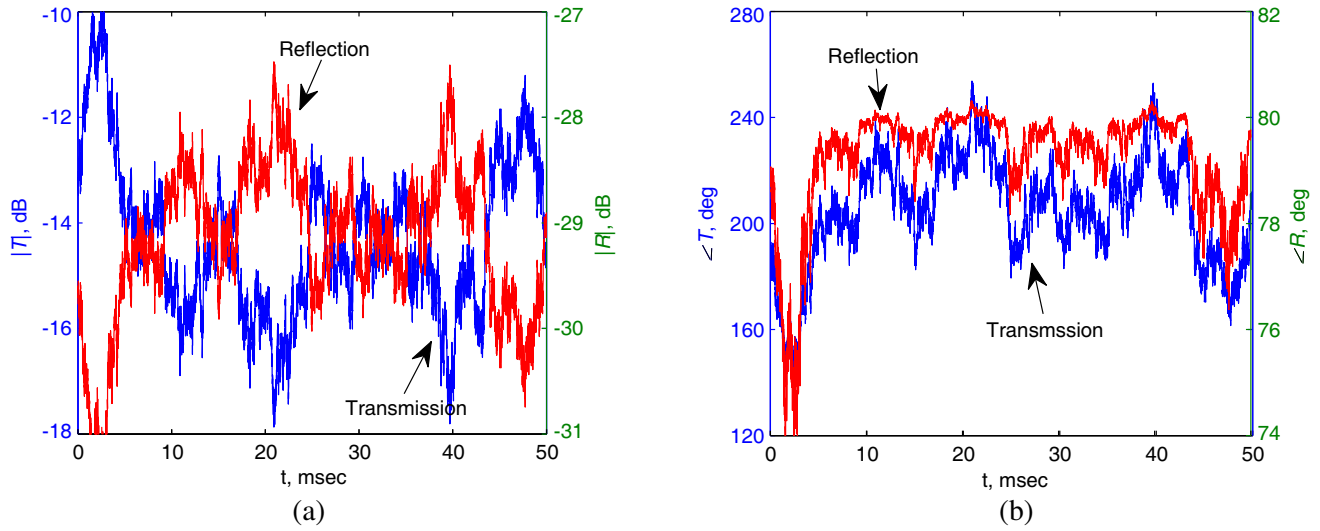 -10
-12
-14
-16
-18
|T|, dB
Reflection
Transmission
-27
-28
-29
-30
-31
|R|, dB
0
10
20
30
40
50
t, msec
(a)
280
240
200
160
120
∠T, deg
Reflection
Transmssion
82
80
78
76
74
∠R, deg
0
10
20
30
40
50
t, msec
(b)